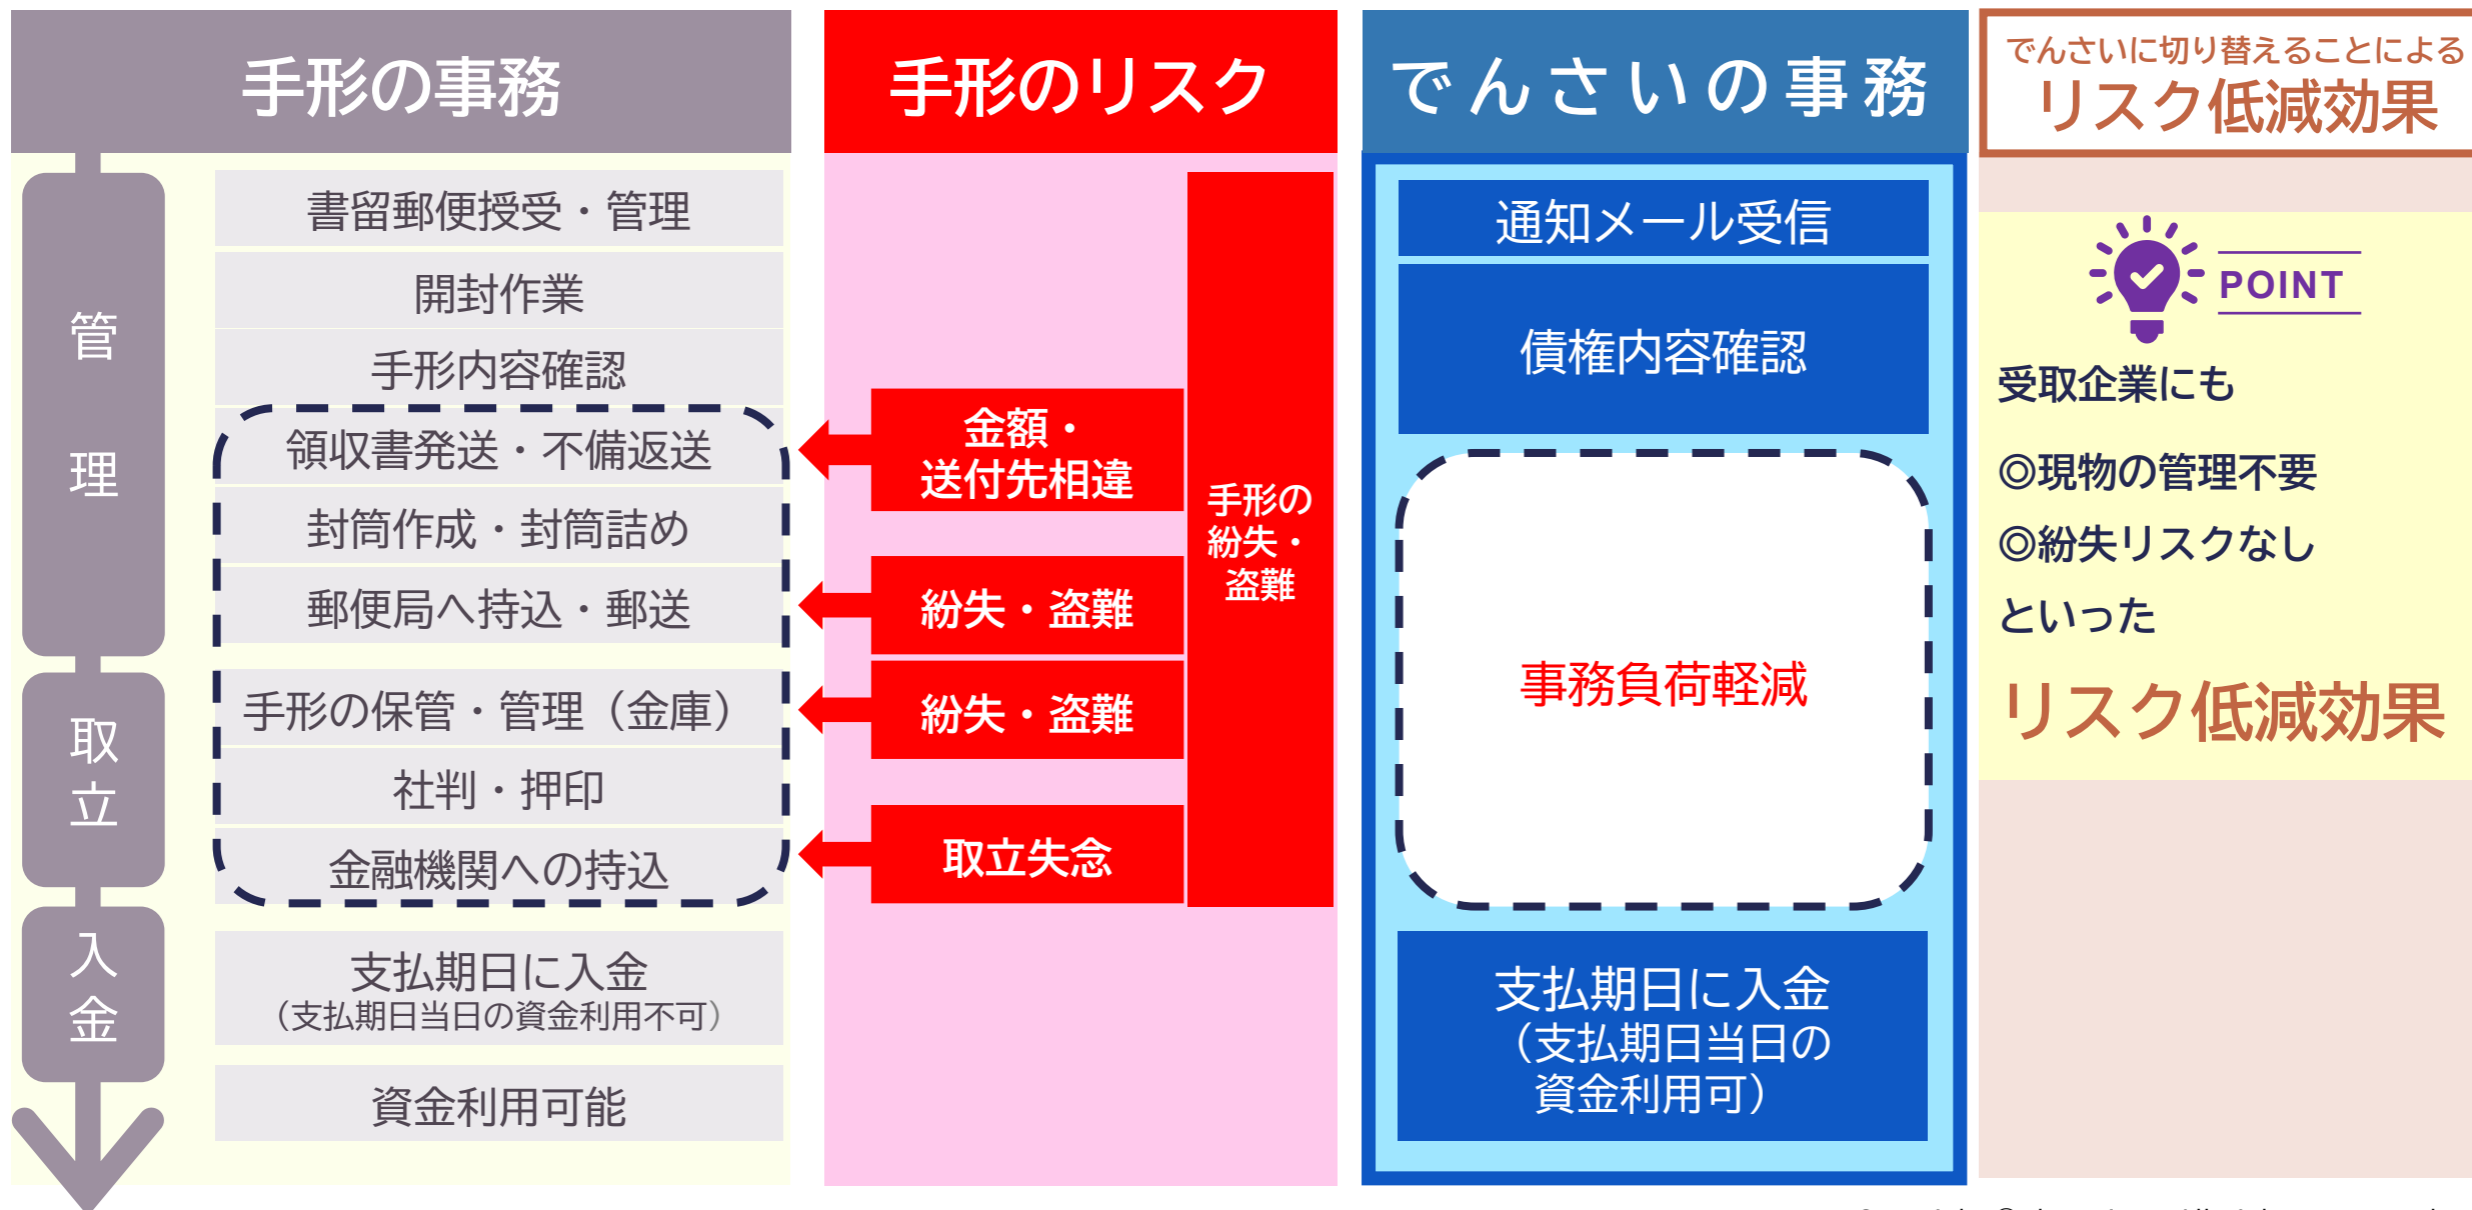 手形の事務
管理
書留郵便授受・管理
開封作業
手形内容確認
領収書発送・不備返送
封筒作成・封筒詰め
郵便局へ持込・郵送
取立
手形の保管・管理（金庫）
社判・押印
金融機関への持込
入金
支払期日に入金
（支払期日当日の資金利用不可）
資金利用可能
手形のリスク
金額・
送付先相違
紛失・盗難
紛失・盗難
取立失念
手形の
紛失・
盗難
でんさいの事務
通知メール受信
債権内容確認
事務負荷軽減
支払期日に入金
（支払期日当日の
資金利用可）
でんさいに切り替えることによる
リスク低減効果
POINT
受取企業にも
◎現物の管理不要
◎紛失リスクなし
といった
リスク低減効果